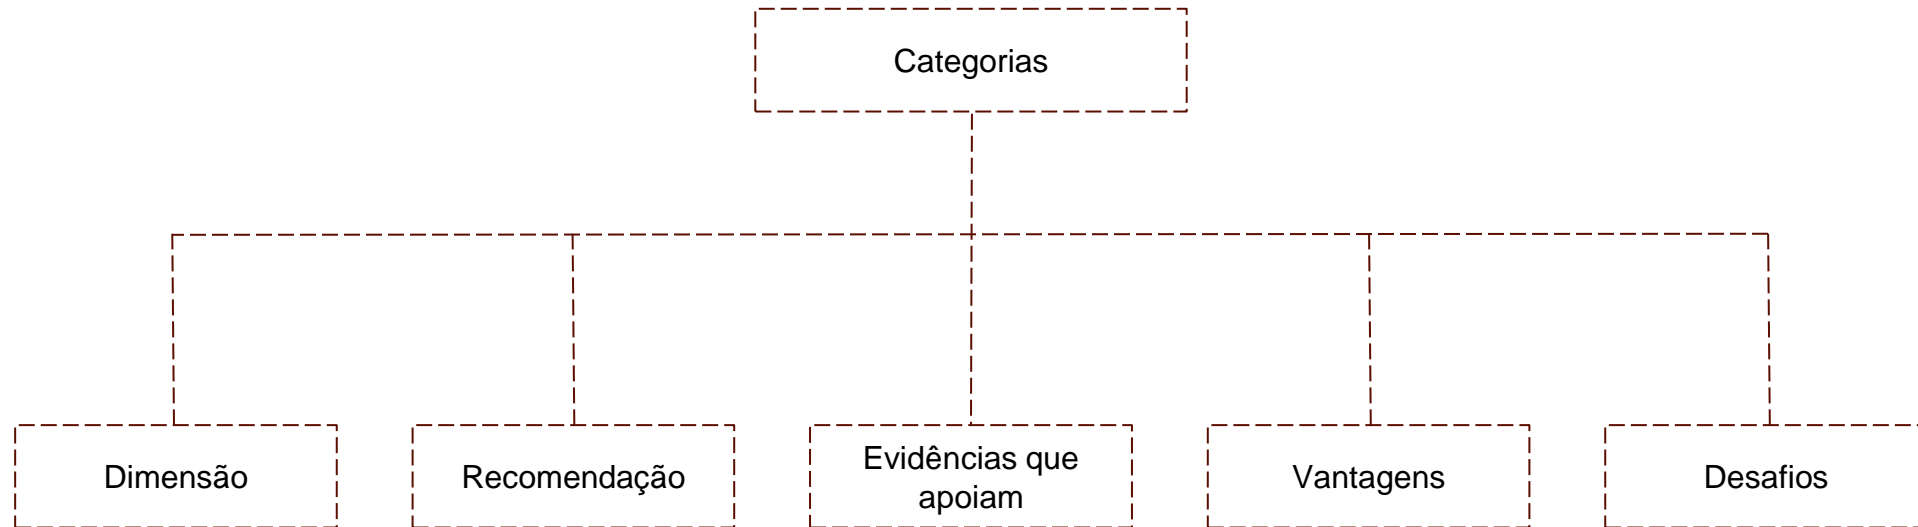 Categorias
Dimensão
Recomendação
Evidências que
apoiam
Vantagens
Desafios